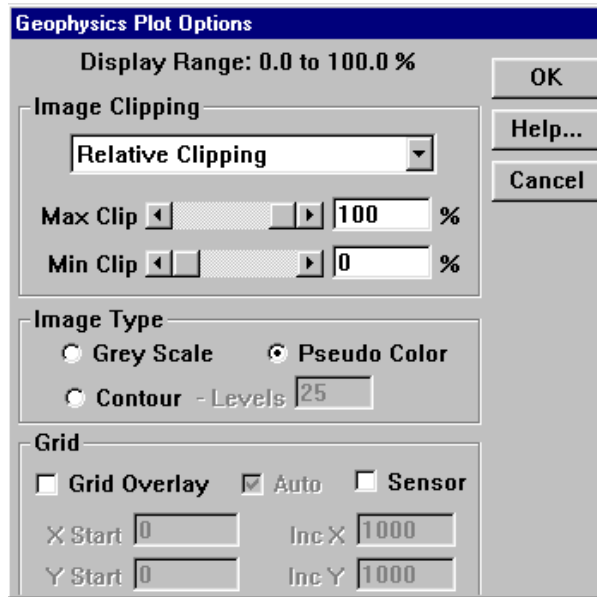 Geophysics Plot Options
Display Range: 0.0 to 100.0 %
OK
Help...
Cancel
Image Clipping
Relative Clipping
Max Clip 100 %
Min Clip 0 %
Image Type
Grey Scale Pseudo Color
Contour - Levels 25
Grid
Grid Overlay Auto Sensor
X Start 0 Inc X 1000
Y Start 0 Inc Y 1000